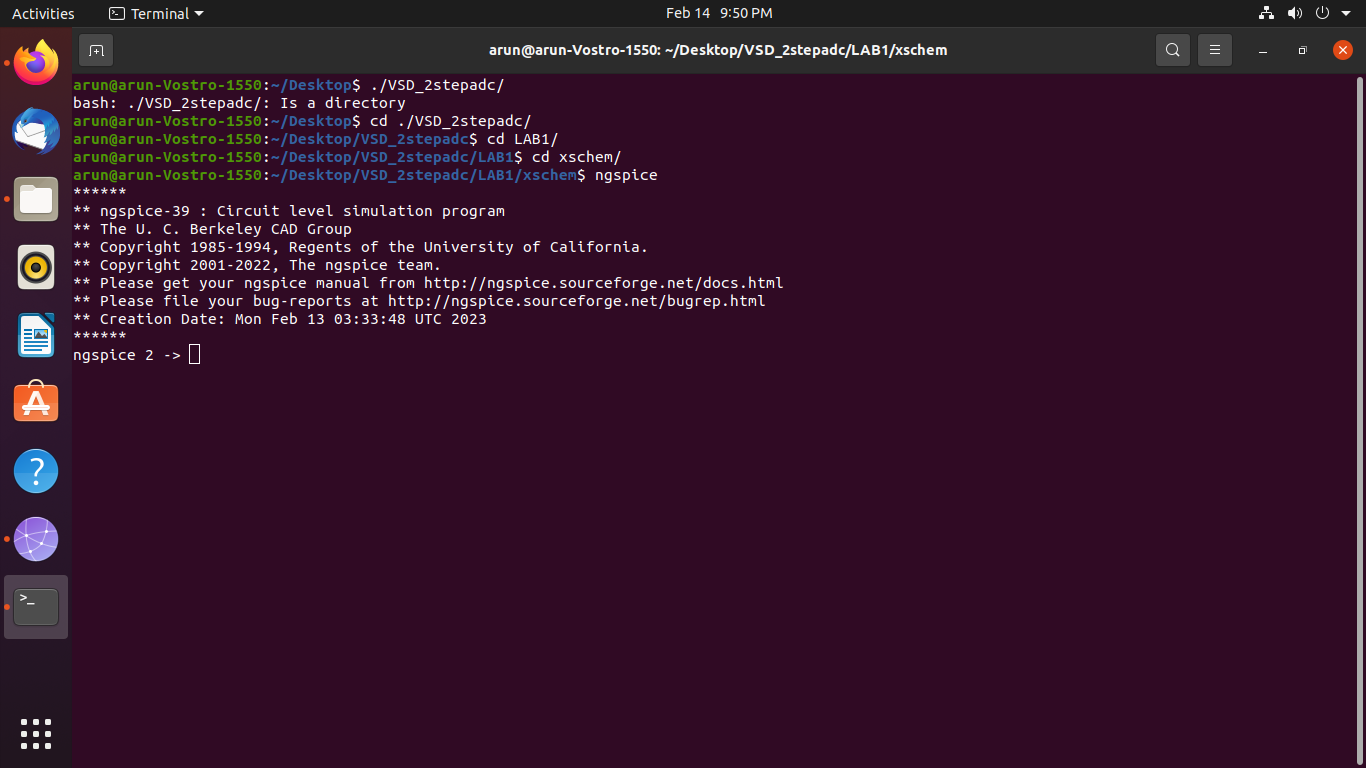 Activities Terminal Feb 14 9:50 PM
arun@arun-Vostro-1550: ~/Desktop/VSD_2stepadc/LAB1/xschem
arun@arun-Vostro-1550:~/Desktop$ ./VSD_2stepadc/
bash: ./VSD_2stepadc/: Is a directory
arun@arun-Vostro-1550:~/Desktop$ cd ./VSD_2stepadc/
arun@arun-Vostro-1550:~/Desktop/VSD_2stepadc$ cd LAB1/
arun@arun-Vostro-1550:~/Desktop/VSD_2stepadc/LAB1$ cd xschem/
arun@arun-Vostro-1550:~/Desktop/VSD_2stepadc/LAB1/xschem$ ngspice
******
** ngspice-39 : Circuit level simulation program
** The U. C. Berkeley CAD Group
** Copyright 1985-1994, Regents of the University of California.
** Copyright 2001-2022, The ngspice team.
** Please get your ngspice manual from http://ngspice.sourceforge.net/docs.html
** Please file your bug-reports at http://ngspice.sourceforge.net/bugrep.html
** Creation Date: Mon Feb 13 03:33:48 UTC 2023
******
ngspice 2 ->